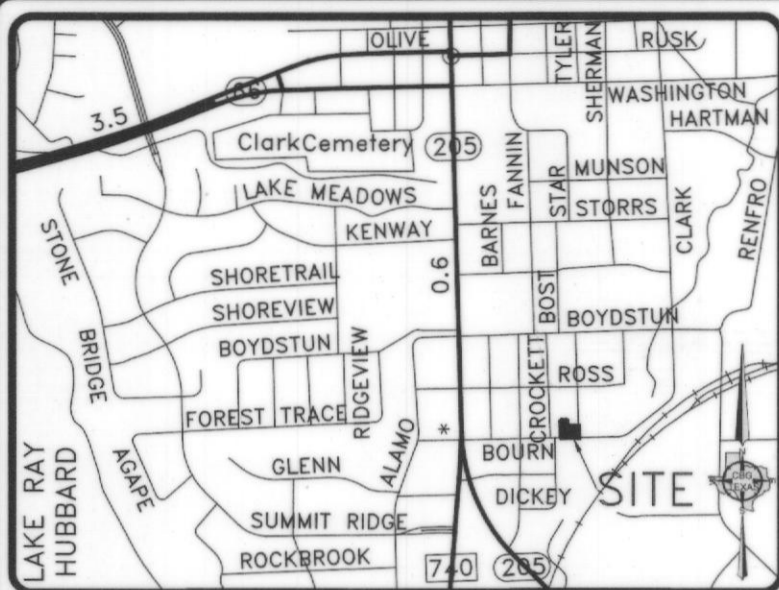 OLIVE
TYLER
SHERMAN
RUSK
66
3.5
WASHINGTON
HARTMAN
Clark Cemetery
205
LAKE MEADOWS
BARNES
FANNIN
STAR
MUNSON
STORRS
CLARK
RENFRO
STONE BRIDGE
KENWAY
0.6
SHORETRAIL
SHOREVIEW
BOYDSTUN
BOST
BOYDSTUN
RIDGEVIEW
CROCKETT
ROSS
FOREST TRACE
ALAMO
*
BOURN
AGAPE
GLENN
DICKEY
SITE
CBG
TEXAS
LAKE RAY
HUBBARD
SUMMIT RIDGE
ROCKBROOK
740
205